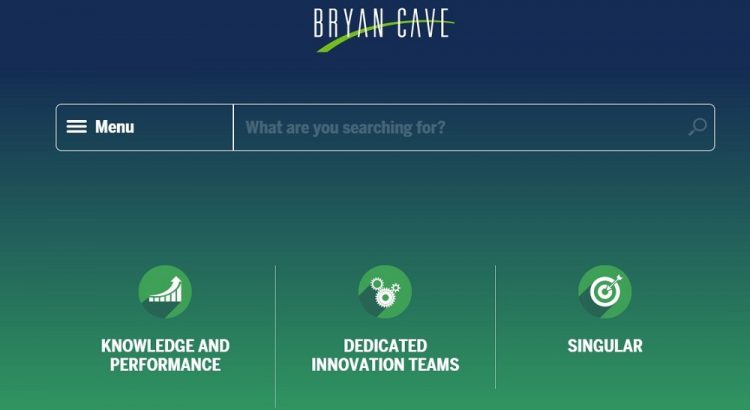 BRYAN CAVE
Menu
What are you searching for?
KNOWLEDGE AND
PERFORMANCE
DEDICATED
INNOVATION TEAMS
SINGULAR